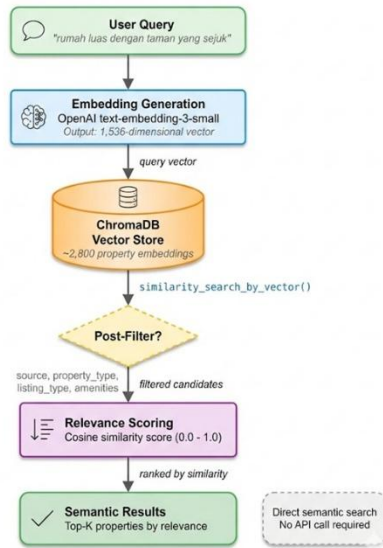 User Query
"rumah luas dengan taman yang sejuk"
Embedding Generation
OpenAI text-embedding-3-small
Output: 1,536-dimensional vector
query vector
ChromaDB
Vector Store
~2,800 property embeddings
similarity_search_by_vector()
Post-Filter?
source, property_type,
listing_type, amenities
filtered candidates
Relevance Scoring
Cosine similarity score (0.0 - 1.0)
ranked by similarity
Semantic Results
Top-K properties by relevance
Direct semantic search
No API call required